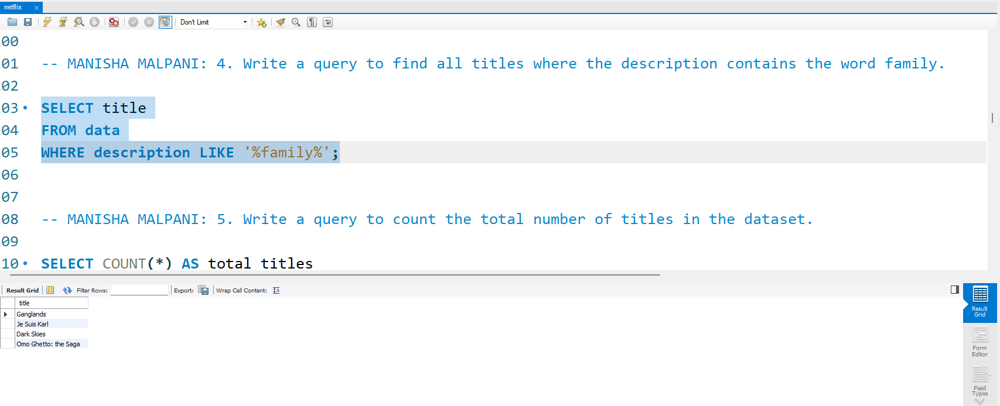 netflix
Don't Limit
00
01 -- MANISHA MALPANI: 4. Write a query to find all titles where the description contains the word family.
02
03 SELECT title
04 FROM data
05 WHERE description LIKE '%family%';
06
07
08 -- MANISHA MALPANI: 5. Write a query to count the total number of titles in the dataset.
09
10 SELECT COUNT(*) AS total titles
Result Grid Filter Rows: Export: Wrap Cell Content:
title
Ganglands
Je Suis Karl
Dark Skies
Omo Ghetto: the Saga
Result
Grid
Form
Editor
Field
Types